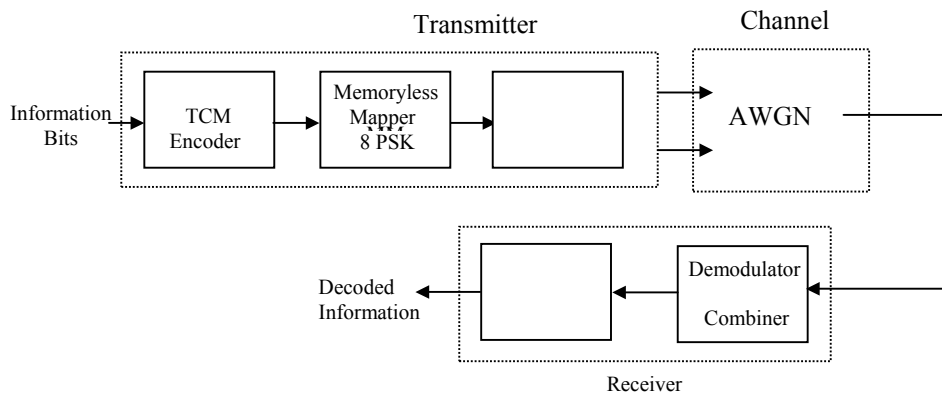 Transmitter
Channel
Information
Bits
TCM
Encoder
Memoryless
Mapper
8 PSK
AWGN
Decoded
Information
Demodulator
Combiner
Receiver